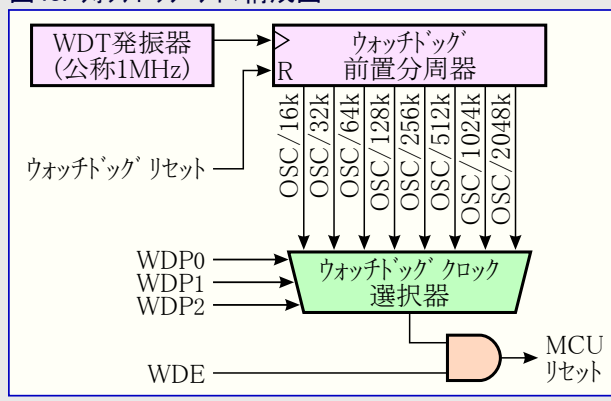 WDT発振器
(公称1MHz)
ウォッチドッグ
前置分周器
R
OSC/16k
OSC/32k
OSC/64k
OSC/128k
OSC/256k
OSC/512k
OSC/1024k
OSC/2048k
ウォッチドッグ リセット
WDP0
WDP1
WDP2
ウォッチドッグ クロック
選択器
WDE
MCU
リセット